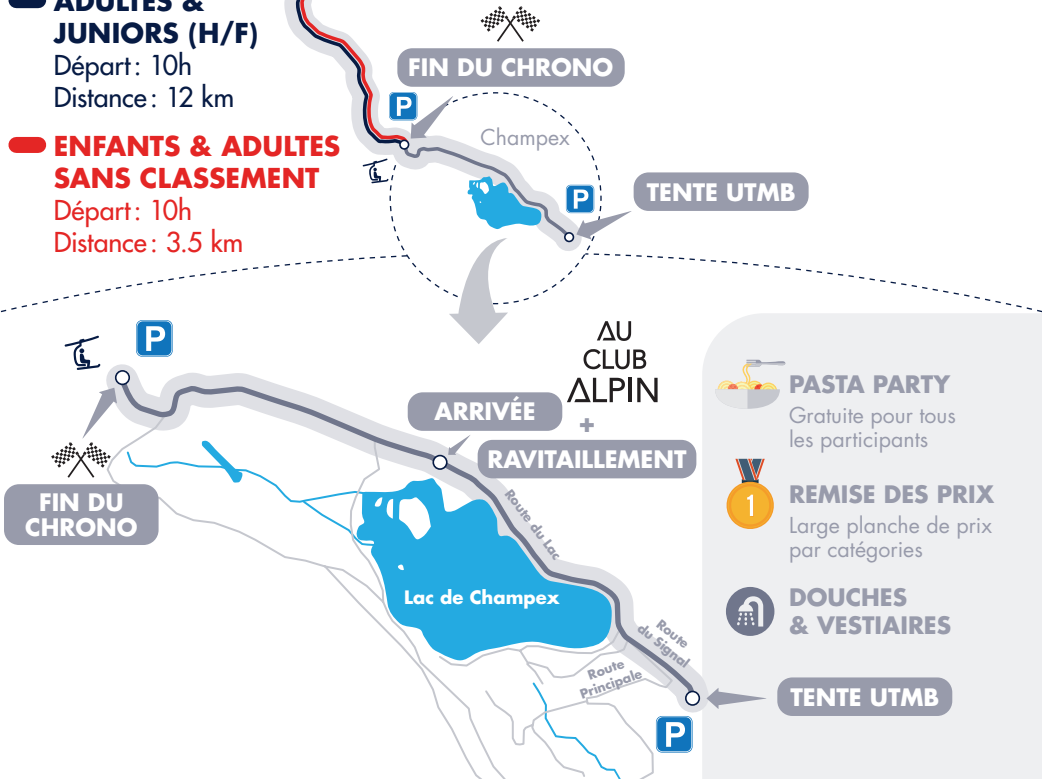 ADULTES &
JUNIORS (H/F)
Départ : 10h
Distance : 12 km
ENFANTS & ADULTES
SANS CLASSEMENT
Départ : 10h
Distance : 3.5 km
FIN DU CHRONO
P
Champex
P
TENTE UTMB
P
AU
CLUB
ALPIN
+
ARRIVÉE
RAVITAILLEMENT
FIN DU
CHRONO
Route du Lac
Lac de Champex
Route
du Signal
Route
Principale
P
PASTA PARTY
Gratuite pour tous
les participants
1
REMISE DES PRIX
Large planche de prix
par catégories
DOUCHES
& VESTIAIRES
TENTE UTMB